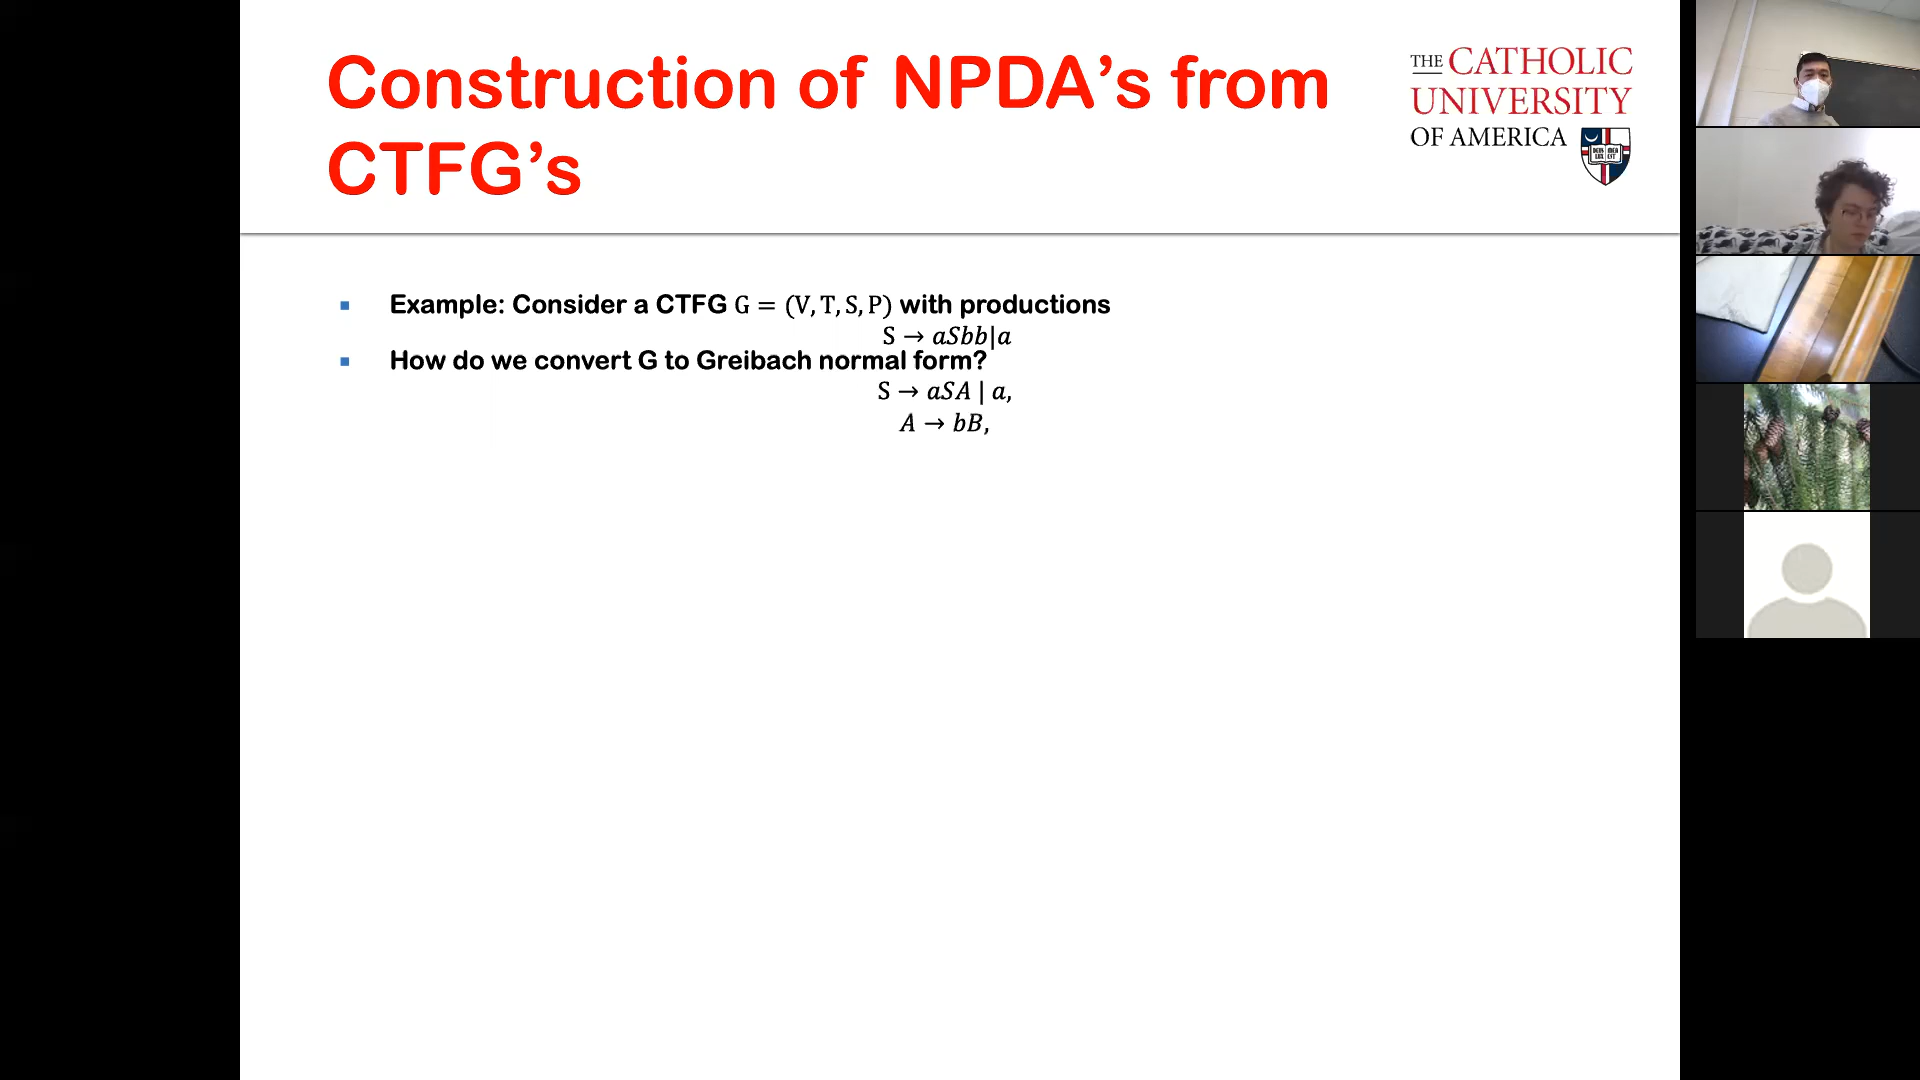 Construction of NPDA's from
CTFG's
THE CATHOLIC
UNIVERSITY
OF AMERICA
▪ Example: Consider a CTFG G = (V, T, S, P) with productions
S → aSbb|a
▪ How do we convert G to Greibach normal form?
S → aSA | a,
A → bB,